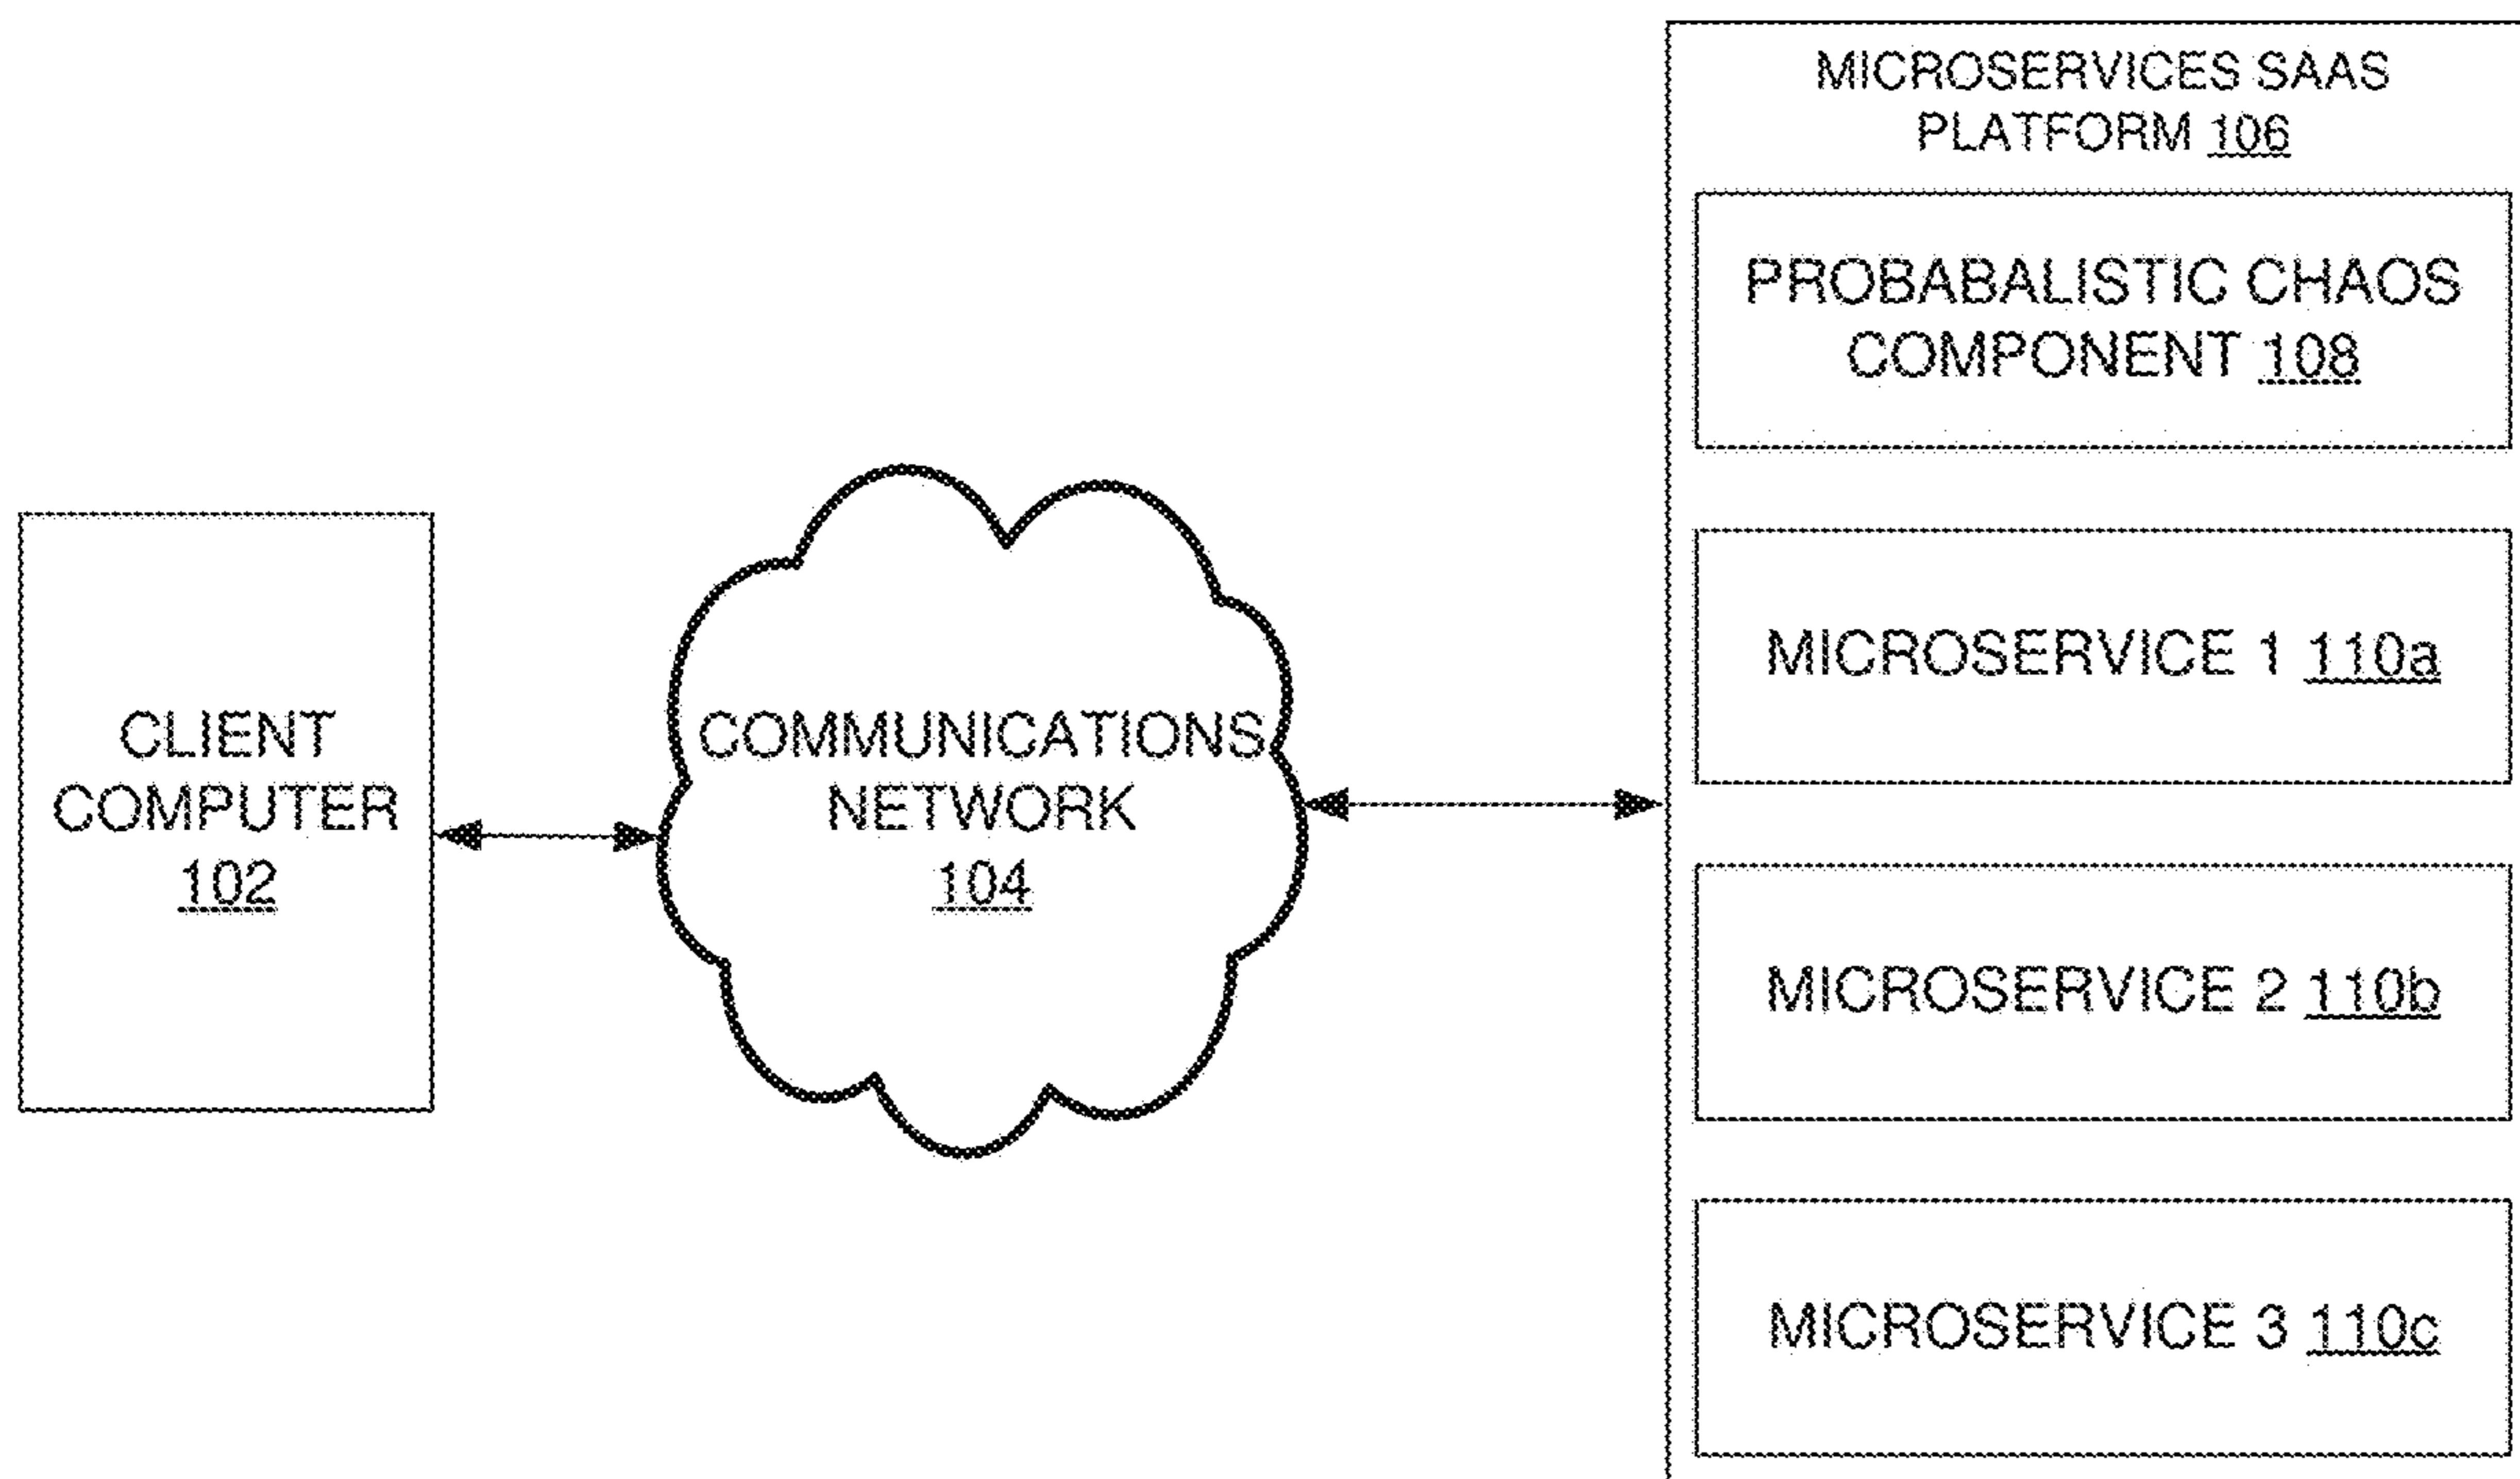 MICROSERVICES SAAS
PLATFORM 106
PROBABALISTIC CHAOS
COMPONENT 108
MICROSERVICE 1 110a
CLIENT
COMPUTER
102
COMMUNICATIONS
NETWORK
104
MICROSERVICE 2 110b
MICROSERVICE 3 110c